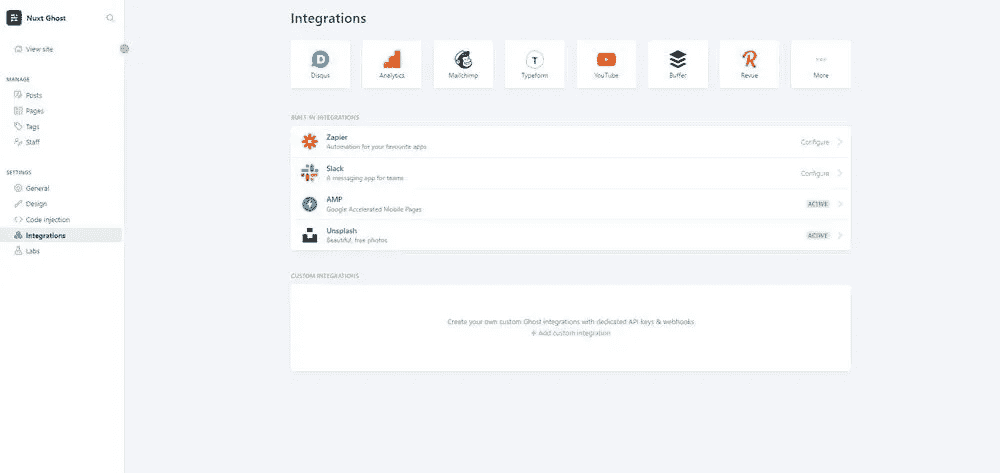 Nuxt Ghost
View site
MANAGE
Posts
Pages
Tags
Staff
SETTINGS
General
Design
Code injection
Integrations
Labs
Integrations
Disqus
Analytics
Mailchimp
Typeform
YouTube
Buffer
Revue
More
BUILT-IN INTEGRATIONS
Zapier
Automation for your favourite apps
Configure
Slack
A messaging app for teams
Configure
AMP
Google Accelerated Mobile Pages
ACTIVE
Unsplash
Beautiful, free photos
ACTIVE
CUSTOM INTEGRATIONS
Create your own custom Ghost integrations with dedicated API keys & webhooks
+ Add custom integration